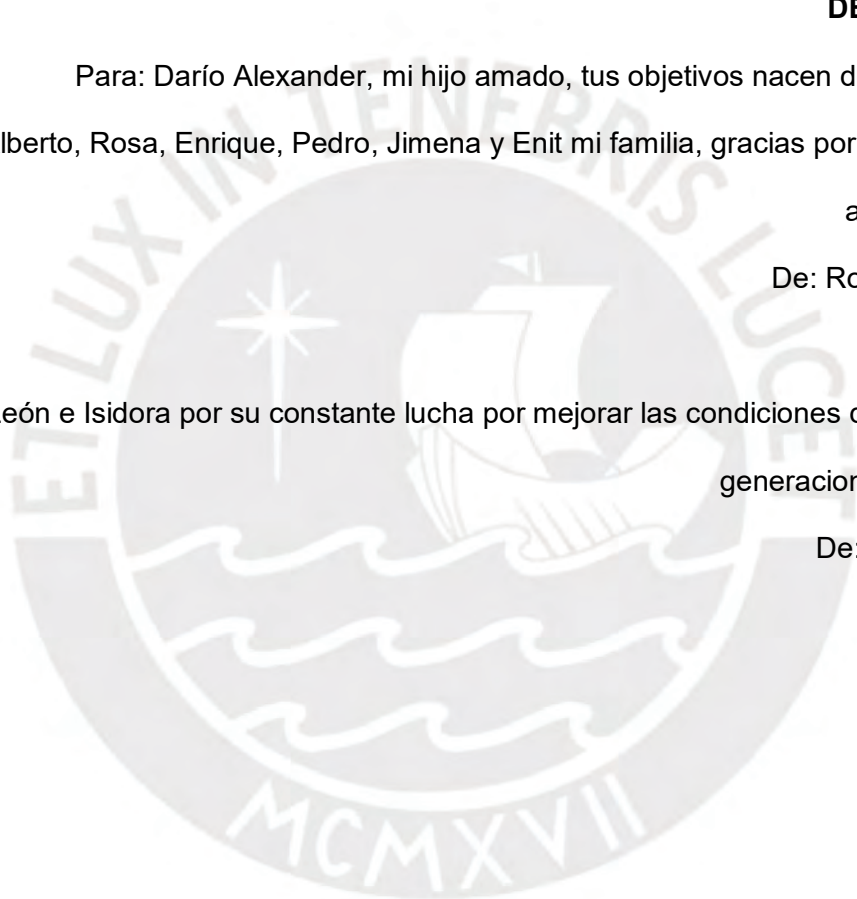 DE
Para: Darío Alexander, mi hijo amado, tus objetivos nacen d
lberto, Rosa, Enrique, Pedro, Jimena y Enit mi familia, gracias por
a
De: Ro
León e Isidora por su constante lucha por mejorar las condiciones
generacion
De:
ET LUX IN TENEBRIS LUCET
MCMXVII